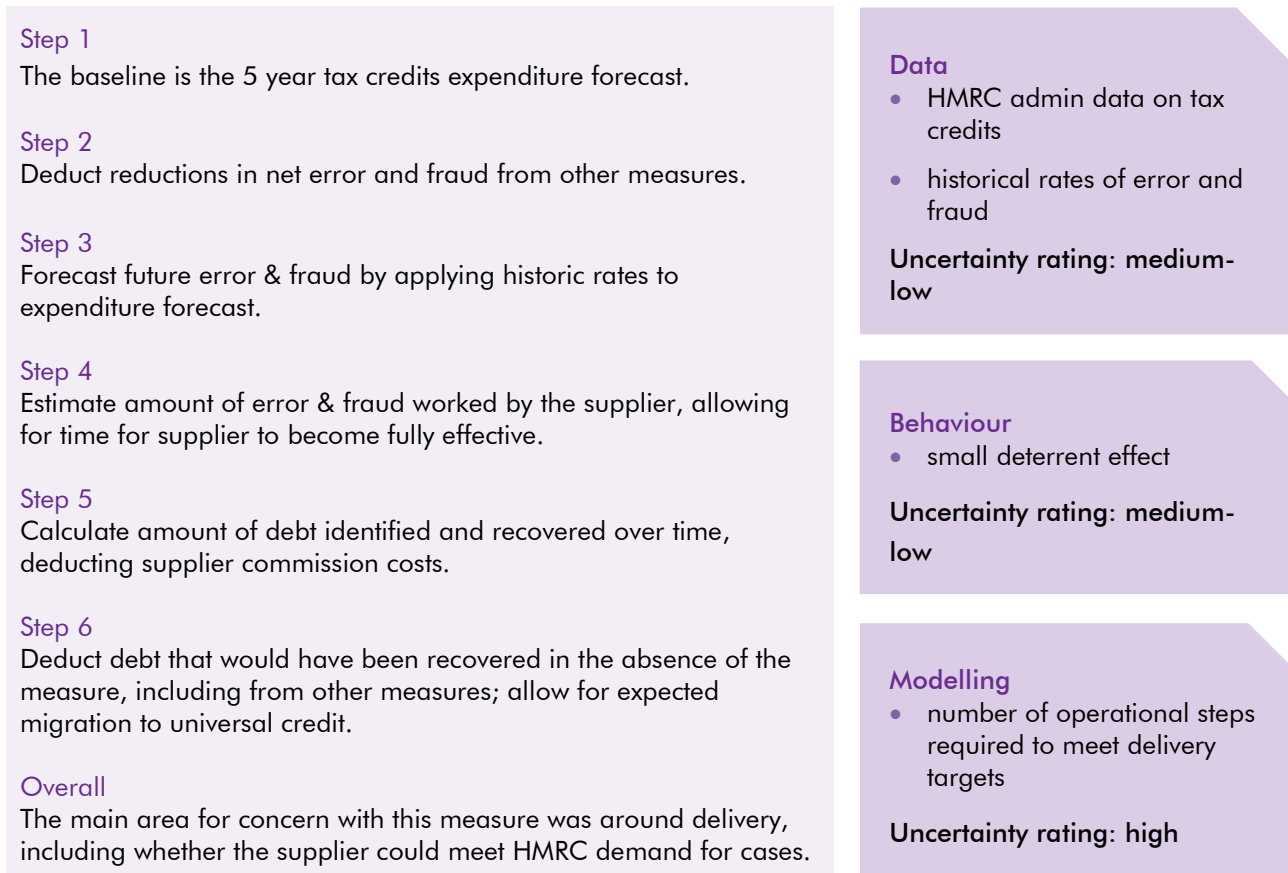 Step 1
The baseline is the 5 year tax credits expenditure forecast.
Step 2
Deduct reductions in net error and fraud from other measures.
Step 3
Forecast future error & fraud by applying historic rates to
expenditure forecast.
Step 4
Estimate amount of error & fraud worked by the supplier, allowing
for time for supplier to become fully effective.
Step 5
Calculate amount of debt identified and recovered over time,
deducting supplier commission costs.
Step 6
Deduct debt that would have been recovered in the absence of the
measure, including from other measures; allow for expected
migration to universal credit.
Overall
The main area for concern with this measure was around delivery,
including whether the supplier could meet HMRC demand for cases.
Data
• HMRC admin data on tax
credits
• historical rates of error and
fraud
Uncertainty rating: medium-
low
Behaviour
• small deterrent effect
Uncertainty rating: medium-
low
Modelling
• number of operational steps
required to meet delivery
targets
Uncertainty rating: high